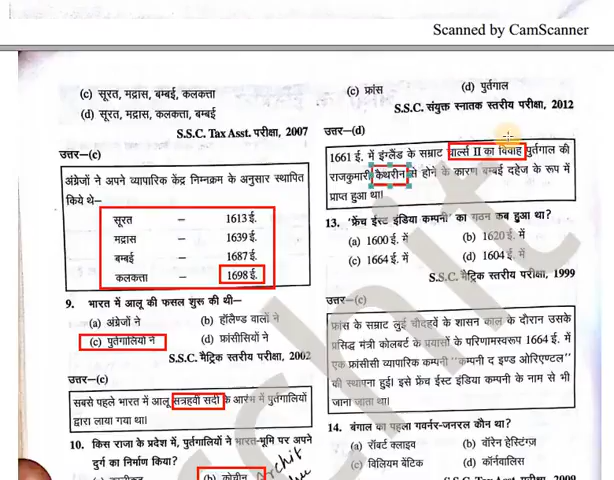 Scanned by CamScanner
(c) सूरत, मद्रास, बम्बई, कलकत्ता
(d) सूरत, मद्रास, कलकत्ता, बम्बई
S.S.C. Tax Asst. परीक्षा, 2007
उत्तर—(c)
अंग्रेजों ने अपने व्यापारिक केंद्र निम्नक्रम के अनुसार स्थापित
किये थे—
सूरत – 1613 ई.
मद्रास – 1639 ई.
बम्बई – 1687 ई.
कलकत्ता – 1698 ई.
9. भारत में आलू की फसल शुरू की थी—
(a) अंग्रेजों ने (b) हॉलैण्ड वालों ने
(c) पुर्तगालियों ने (d) फ्रांसीसियों ने
S.S.C. मैट्रिक स्तरीय परीक्षा, 2002
उत्तर—(c)
सबसे पहले भारत में आलू सत्रहवीं सदी के आरंभ में पुर्तगालियों
द्वारा लाया गया था।
10. किस राजा के प्रदेश में, पुर्तगालियों ने भारत-भूमि पर अपने
दुर्ग का निर्माण किया?
(b) कोचीन
Archit
(c) फ्रांस (d) पुर्तगाल
S.S.C. संयुक्त स्नातक स्तरीय परीक्षा, 2012
उत्तर—(d)
1661 ई. में इंग्लैंड के सम्राट चार्ल्स II का विवाह पुर्तगाल की
राजकुमारी कैथरीन से होने के कारण बम्बई दहेज के रूप में
प्राप्त हुआ था।
13. 'फ्रेंच ईस्ट इंडिया कम्पनी' का गठन कब हुआ था?
(a) 1600 ई. में (b) 1620 ई. में
(c) 1664 ई. में (d) 1604 ई. में
S.S.C. मैट्रिक स्तरीय परीक्षा, 1999
उत्तर—(c)
फ्रांस के सम्राट लुई चौदहवें के शासन काल के दौरान उसके
प्रसिद्ध मंत्री कोलबर्ट के प्रयासों के परिणामस्वरूप 1664 ई. में
एक फ्रांसीसी व्यापारिक कम्पनी "कम्पनी द इण्ड ओरिएण्टल"
की स्थापना हुई। इसे फ्रेंच ईस्ट इंडिया कम्पनी के नाम से भी
जाना जाता था।
14. बंगाल का पहला गवर्नर-जनरल कौन था?
(a) रॉबर्ट क्लाइव (b) वॉरेन हेस्टिंग्ज़
(c) विलियम बेंटिक (d) कॉर्नवालिस